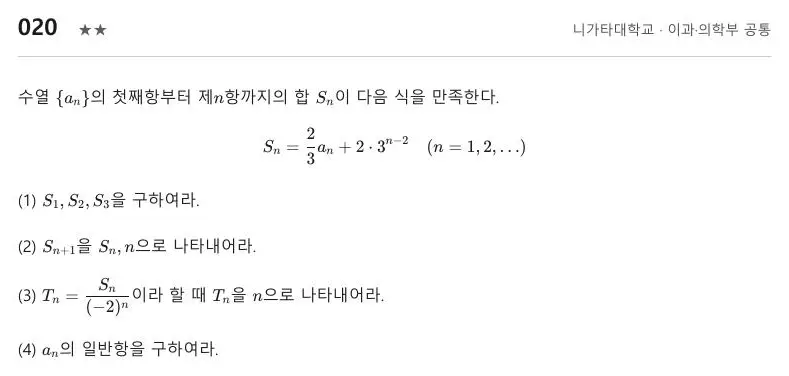 020 ★★ 니가타대학교 · 이과·의학부 공통
수열 {aₙ}의 첫째항부터 제n항까지의 합 Sₙ이 다음 식을 만족한다.
Sₙ = 2/3 aₙ + 2 · 3ⁿ⁻² (n = 1, 2, . . .)
(1) S₁, S₂, S₃을 구하여라.
(2) Sₙ₊₁을 Sₙ, n으로 나타내어라.
(3) Tₙ = Sₙ/(−2)ⁿ이라 할 때 Tₙ을 n으로 나타내어라.
(4) aₙ의 일반항을 구하여라.